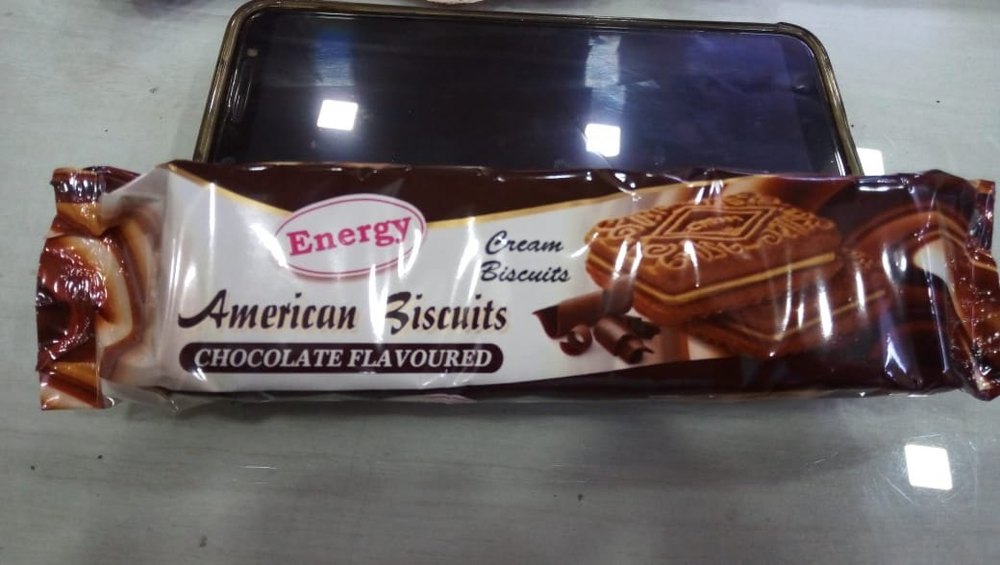 Energy
Cream
Biscuits
American Biscuits
CHOCOLATE FLAVOURED